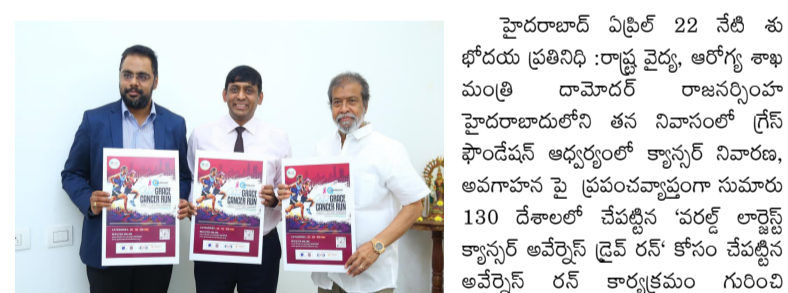 హైదరాబాద్ ఏప్రిల్ 22 నేటి శు
భోదయ ప్రతినిధి :రాష్ట్ర వైద్య, ఆరోగ్య శాఖ
మంత్రి దామోదర్ రాజనర్సింహ
హైదరాబాదులోని తన నివాసంలో గ్రేస్
ఫౌండేషన్ ఆధ్వర్యంలో క్యాన్సర్ నివారణ,
అవగాహన పై ప్రపంచవ్యాప్తంగా సుమారు
130 దేశాలలో చేపట్టిన ‘వరల్డ్ లార్జెస్ట్
క్యాన్సర్ అవేర్నెస్ డ్రైవ్ రన్‘ కోసం చేపట్టిన
అవేర్నెస్ రన్ కార్యక్రమం గురించి
GRACE
CANCER RUN
GRACE
CANCER RUN
GRACE
CANCER RUN